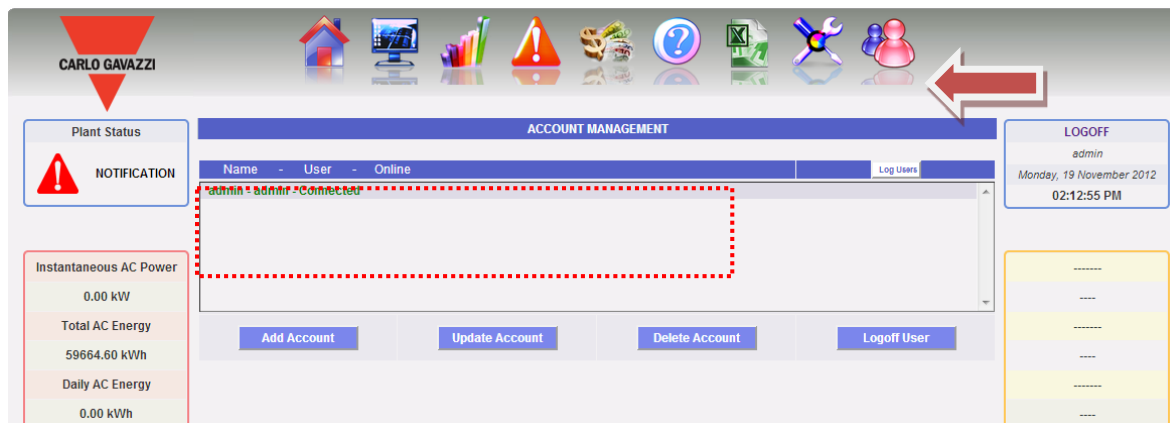 CARLO GAVAZZI
Plant Status
NOTIFICATION
Instantaneous AC Power
0.00 kW
Total AC Energy
59664.60 kWh
Daily AC Energy
0.00 kWh
ACCOUNT MANAGEMENT
Name - User - Online
Log Users
admin - admin - Connected
Add Account
Update Account
Delete Account
Logoff User
LOGOFF
admin
Monday, 19 November 2012
02:12:55 PM
-------
----
-------
----
-------
----